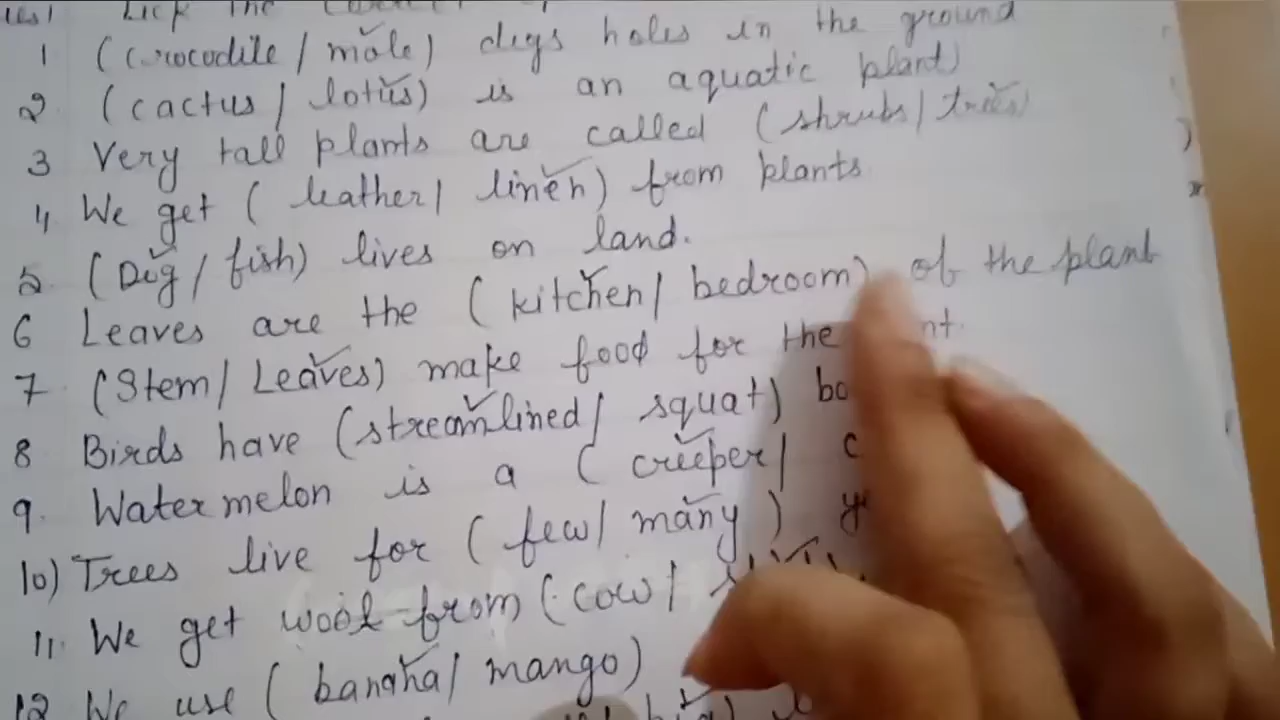 Tick the
1 (Crocodile / mole) digs holes in the ground
2 (cactus / lotus) is an aquatic plant)
3 Very tall plants are called (shrubs / trees
4 We get ( leather / linen) from plants
5. (Dog / fish) lives on land.
6 Leaves are the ( kitchen / bedroom) of the plant
7 (Stem / Leaves) make food for the
8 Birds have (streamlined / squat)
9. Watermelon is a ( creeper /
10) Trees live for ( few / many )
11. We get wool from (cow /
12 We use ( banana / mango)